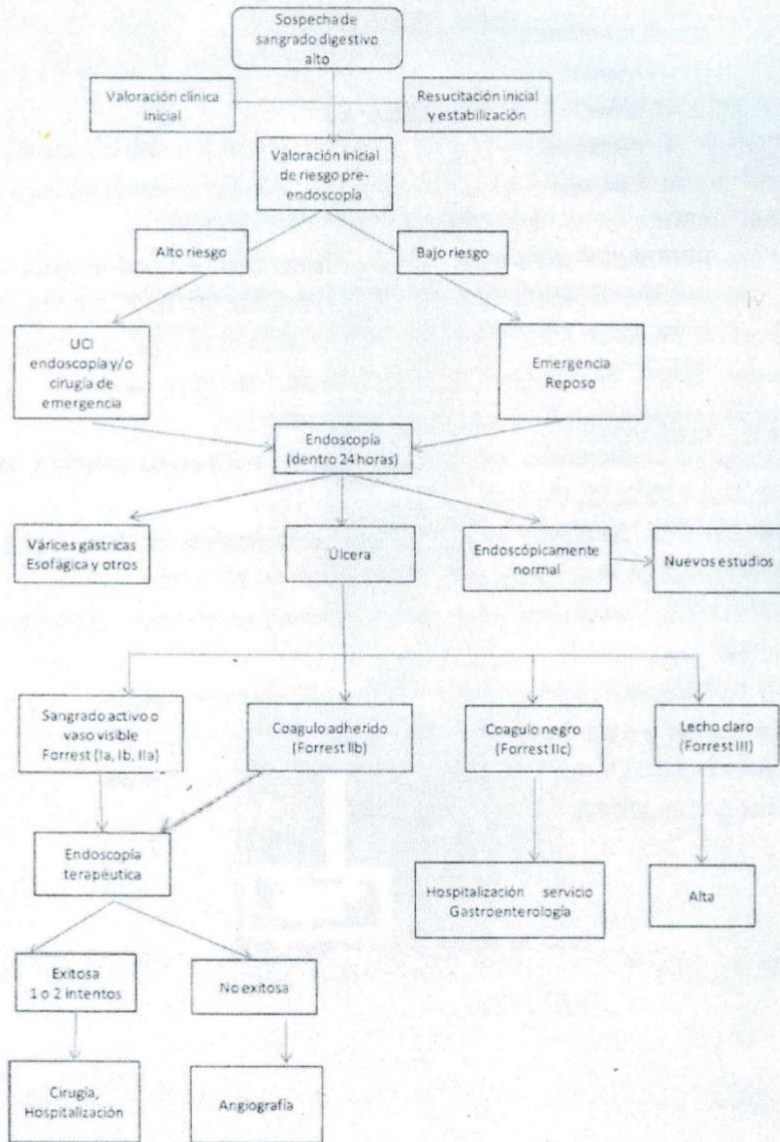 Sospecha de
sangrado digestivo
alto
Valoración clínica
inicial
Resucitación inicial
y estabilización
Valoración inicial
de riesgo pre-
endoscopía
Alto riesgo
Bajo riesgo
UCI
endoscopía y/o
cirugía de
emergencia
Emergencia
Reposo
Endoscopía
(dentro 24 horas)
Várices gástricas
Esofágica y otros
Úlcera
Endoscópicamente
normal
Nuevos estudios
Sangrado activo o
vaso visible
Forrest (Ia, Ib, IIa)
Coagulo adherido
(Forrest IIb)
Coagulo negro
(Forrest IIc)
Lecho claro
(Forrest III)
Endoscopía
terapéutica
Hospitalización servicio
Gastroenterología
Alta
Exitosa
1 o 2 intentos
No exitosa
Cirugía,
Hospitalización
Angiografía